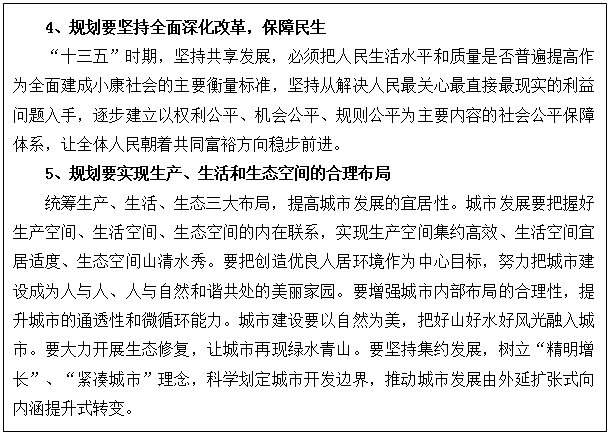 4、规划要坚持全面深化改革，保障民生
“十三五”时期，坚持共享发展，必须把人民生活水平和质量是否普遍提高作
为全面建成小康社会的主要衡量标准，坚持从解决人民最关心最直接最现实的利益
问题入手，逐步建立以权利公平、机会公平、规则公平为主要内容的社会公平保障
体系，让全体人民朝着共同富裕方向稳步前进。
5、规划要实现生产、生活和生态空间的合理布局
统筹生产、生活、生态三大布局，提高城市发展的宜居性。城市发展要把握好
生产空间、生活空间、生态空间的内在联系，实现生产空间集约高效、生活空间宜
居适度、生态空间山清水秀。要把创造优良人居环境作为中心目标，努力把城市建
设成为人与人、人与自然和谐共处的美丽家园。要增强城市内部布局的合理性，提
升城市的通透性和微循环能力。城市建设要以自然为美，把好山好水好风光融入城
市。要大力开展生态修复，让城市再现绿水青山。要坚持集约发展，树立“精明增
长”、“紧凑城市”理念，科学划定城市开发边界，推动城市发展由外延扩张式向
内涵提升式转变。